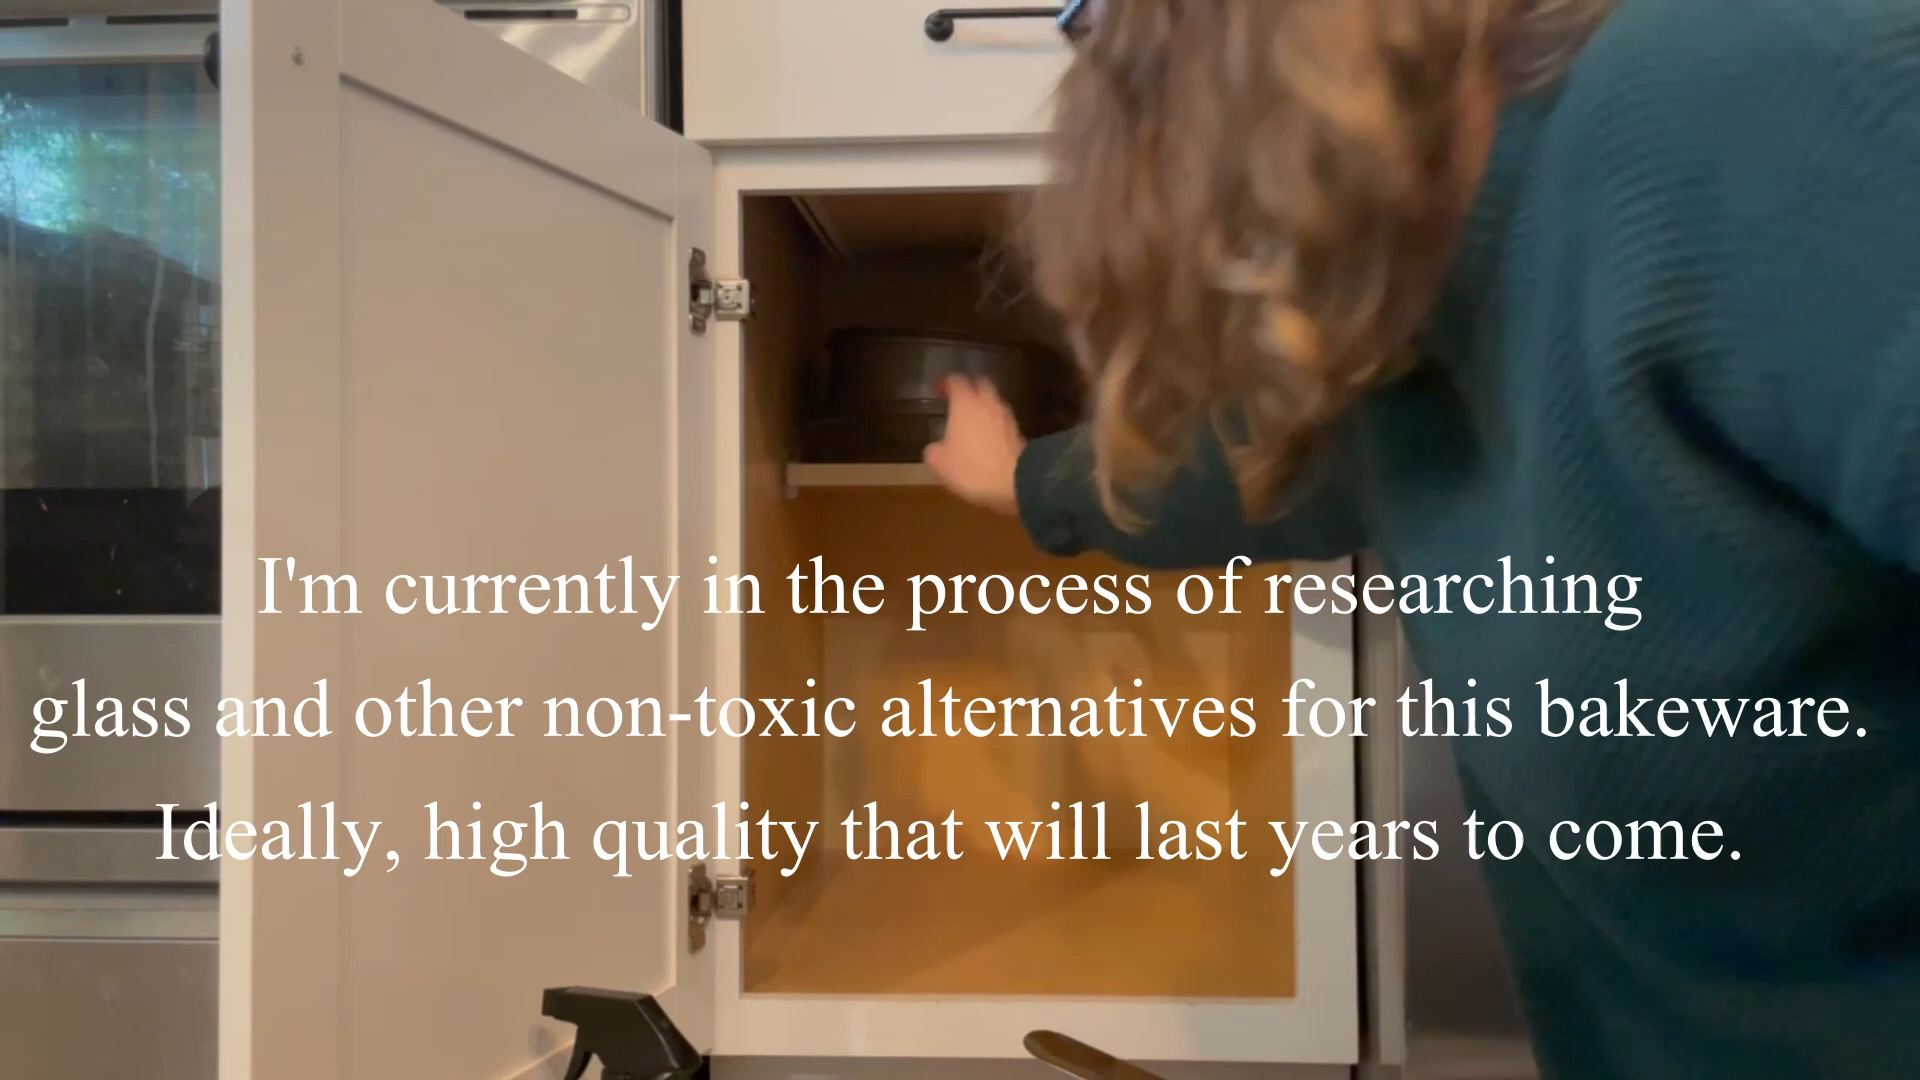 I'm currently in the process of researching
glass and other non-toxic alternatives for this bakeware.
Ideally, high quality that will last years to come.